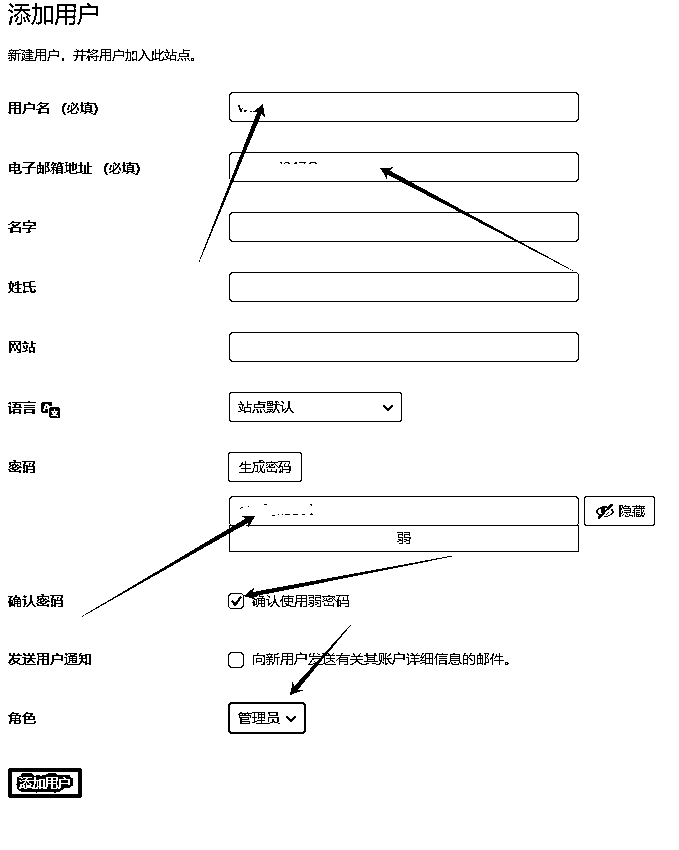 添加用户
新建用户，并将用户加入此站点。
用户名 (必填)
电子邮箱地址 (必填)
名字
姓氏
网站
语言
站点默认
密码
生成密码
隐藏
弱
确认密码
确认使用弱密码
发送用户通知
向新用户发送有关其账户详细信息的邮件。
角色
管理员
添加用户